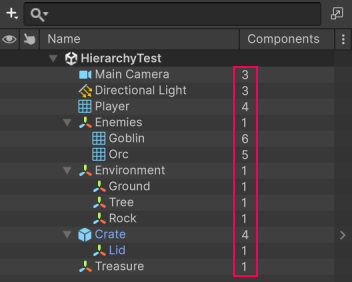 Name Components
HierarchyTest
Main Camera 3
Directional Light 3
Player 4
Enemies 1
Goblin 6
Orc 5
Environment 1
Ground 1
Tree 1
Rock 1
Crate 4
Lid 1
Treasure 1